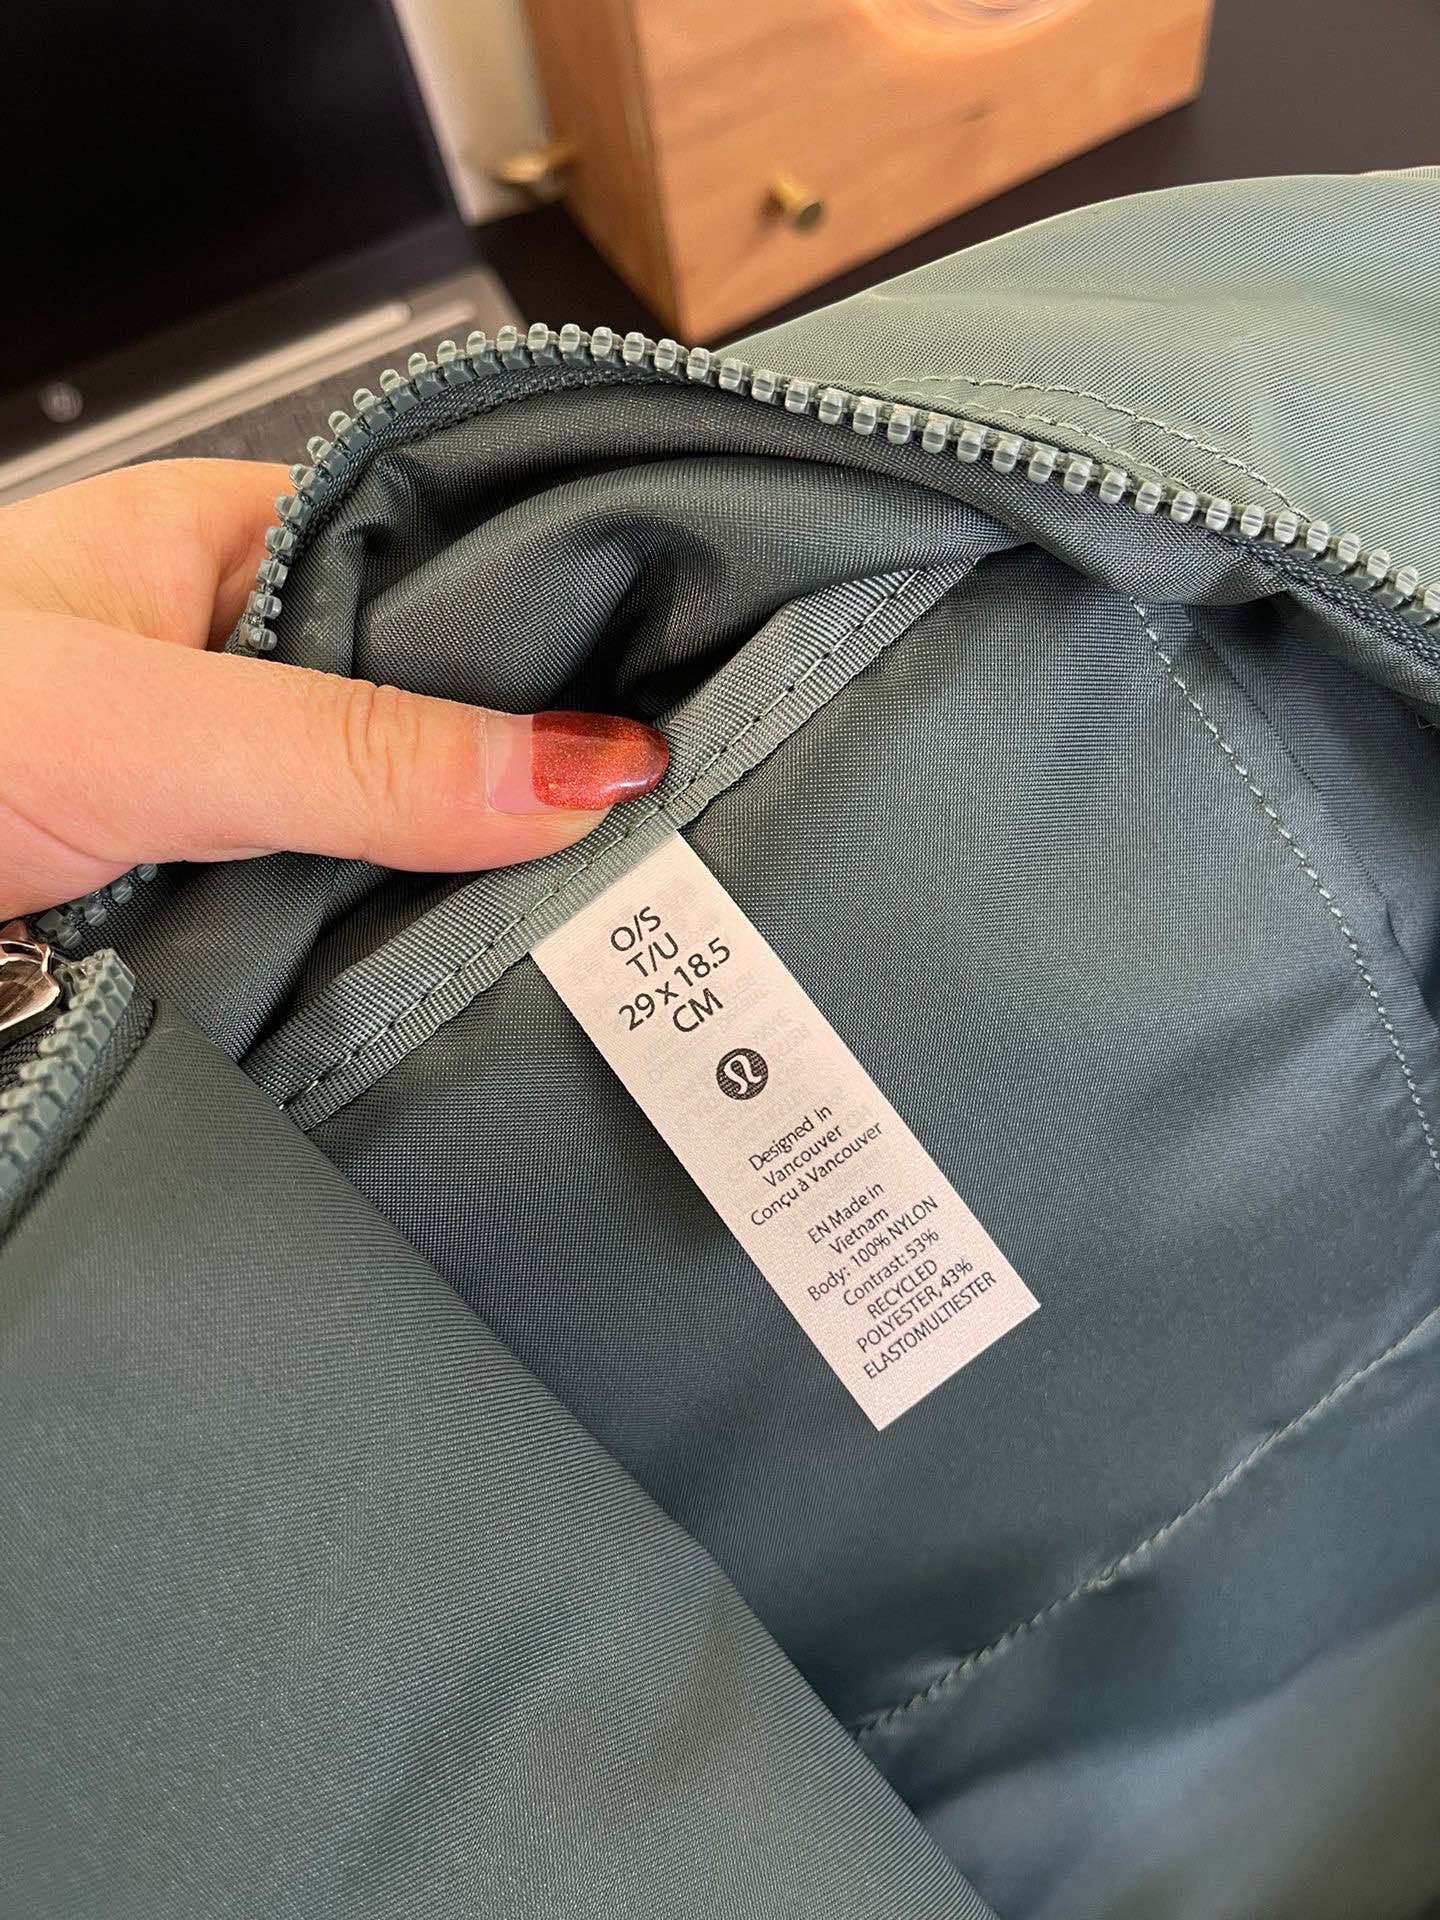 O/S
T/U
29 x 18.5
CM
Designed in
Vancouver
Conçu à Vancouver
EN Made in
Vietnam
Body: 100% NYLON
Contrast: 53%
RECYCLED
POLYESTER, 43%
ELASTOMULTIESTER